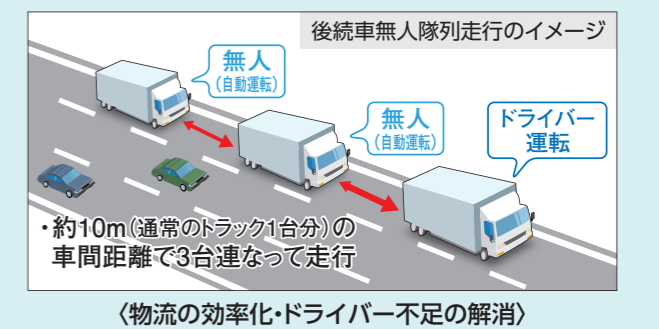 後続車無人隊列走行のイメージ
無人
(自動運転)
無人
(自動運転)
ドライバー
運転
・約10m(通常のトラック1台分)の
車間距離で3台連なって走行
〈物流の効率化・ドライバー不足の解消〉